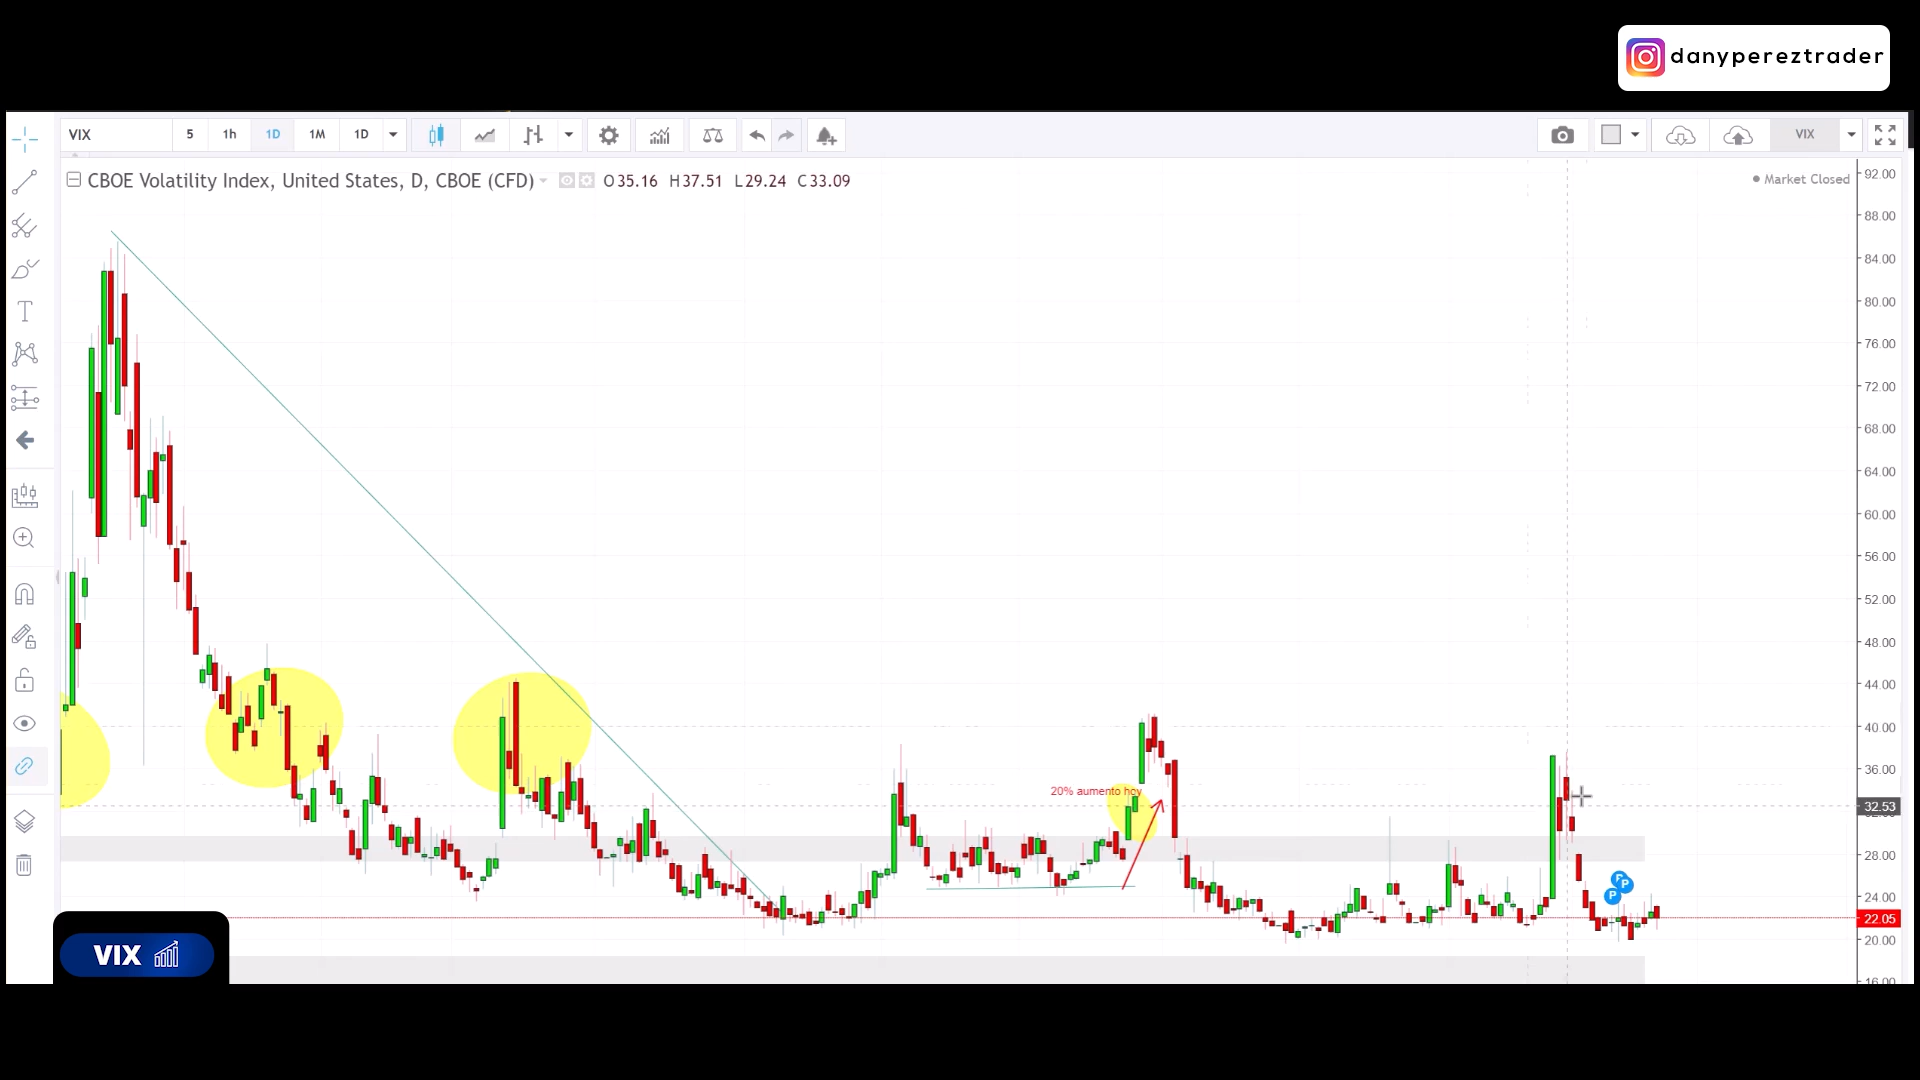 danypereztrader
VIX 5 1h 1D 1M 1D VIX
CBOE Volatility Index, United States, D, CBOE (CFD) O35.16 H37.51 L29.24 C33.09
Market Closed
92.00
88.00
84.00
80.00
76.00
72.00
68.00
64.00
60.00
56.00
52.00
48.00
44.00
40.00
36.00
20% aumento hoy
32.53
28.00
P
P
24.00
22.05
20.00
VIX
16.00